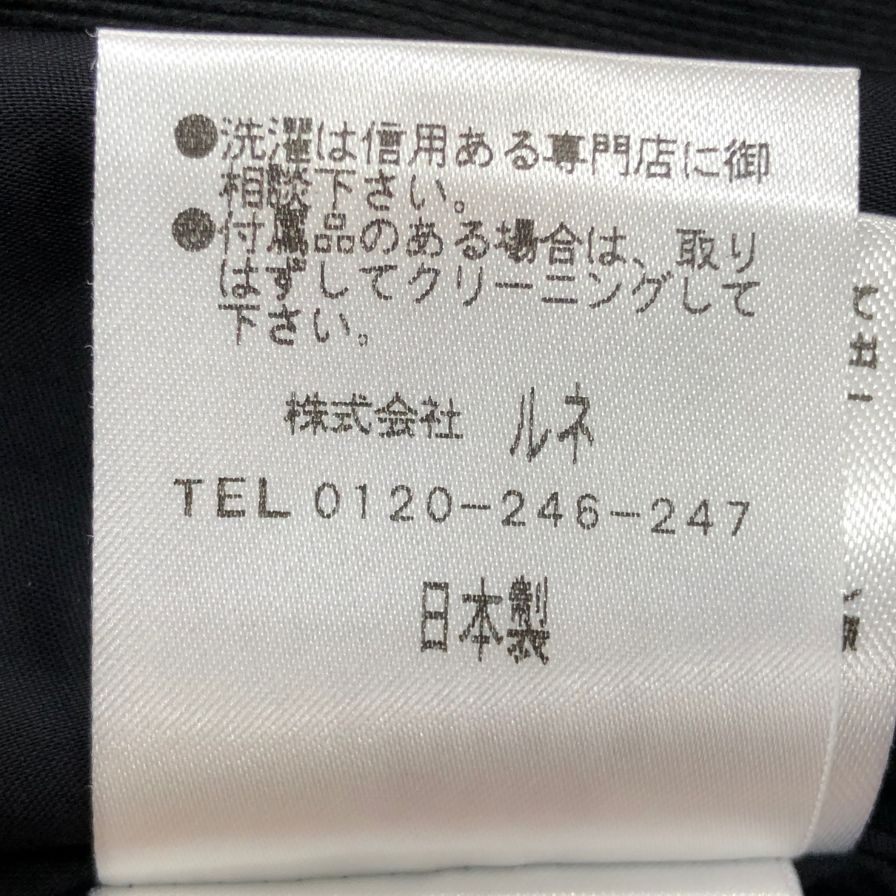 ●洗濯は信用ある専門店に御
相談下さい。
●付属品のある場合は、取り
はずしてクリーニングして
下さい。
株式会社 ルネ
TEL 0120-246-247
日本製